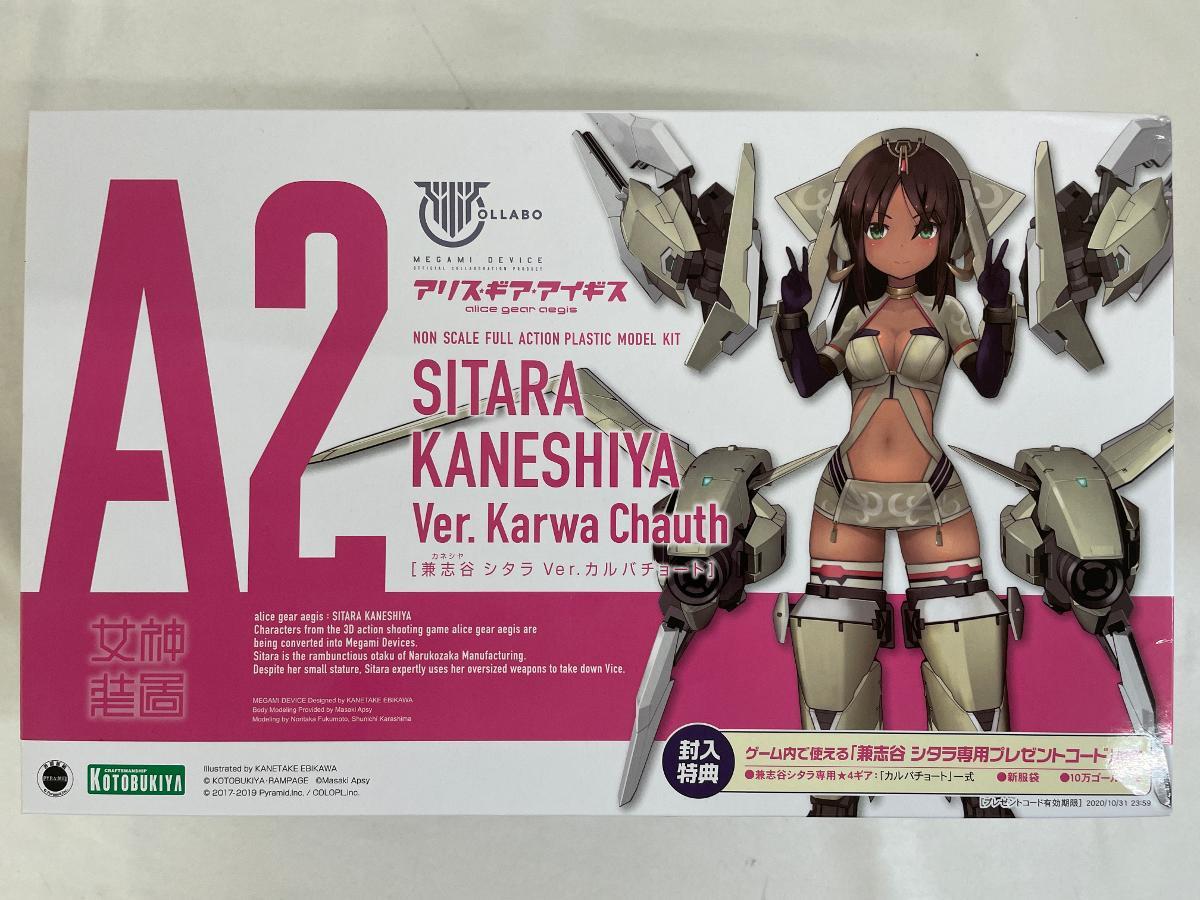 A2
COLLABO
MEGAMI DEVICE
OFFICIAL COLLABORATION PRODUCT
アリス・ギア・アイギス
alice gear aegis
NON SCALE FULL ACTION PLASTIC MODEL KIT
SITARA
KANESHIYA
Ver. Karwa Chauth
カネシヤ
[兼志谷 シタラ Ver.カルバチョート]
女神
装置
alice gear aegis : SITARA KANESHIYA
Characters from the 3D action shooting game alice gear aegis are
being converted into Megami Devices.
Sitara is the rambunctious otaku of Narukozaka Manufacturing.
Despite her small stature, Sitara expertly uses her oversized weapons to take down Vice.
MEGAMI DEVICE Designed by KANETAKE EBIKAWA
Body Modeling Provided by Masaki Apsy
Modeling by Noritaka Fukumoto, Shunichi Karashima
PYRAMID
CRAFTSMANSHIP
KOTOBUKIYA
Illustrated by KANETAKE EBIKAWA
© KOTOBUKIYA･RAMPAGE ©Masaki Apsy
© 2017-2019 Pyramid,Inc. / COLOPL,inc.
封入
特典
ゲーム内で使える「兼志谷 シタラ専用プレゼントコード
●兼志谷シタラ専用★4ギア:「カルバチョート」一式 ●新服袋 ●10万ゴール
[プレゼントコード有効期限] 2020/10/31 23:59